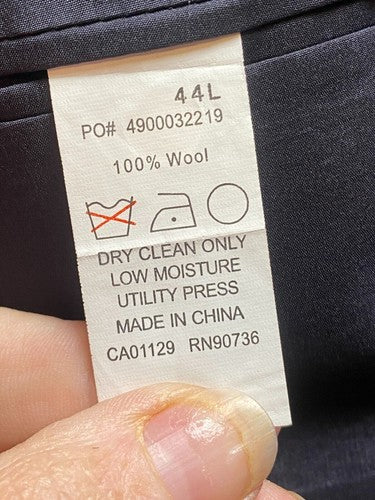 44L
PO# 4900032219
100% Wool
DRY CLEAN ONLY
LOW MOISTURE
UTILITY PRESS
MADE IN CHINA
CA01129 RN90736